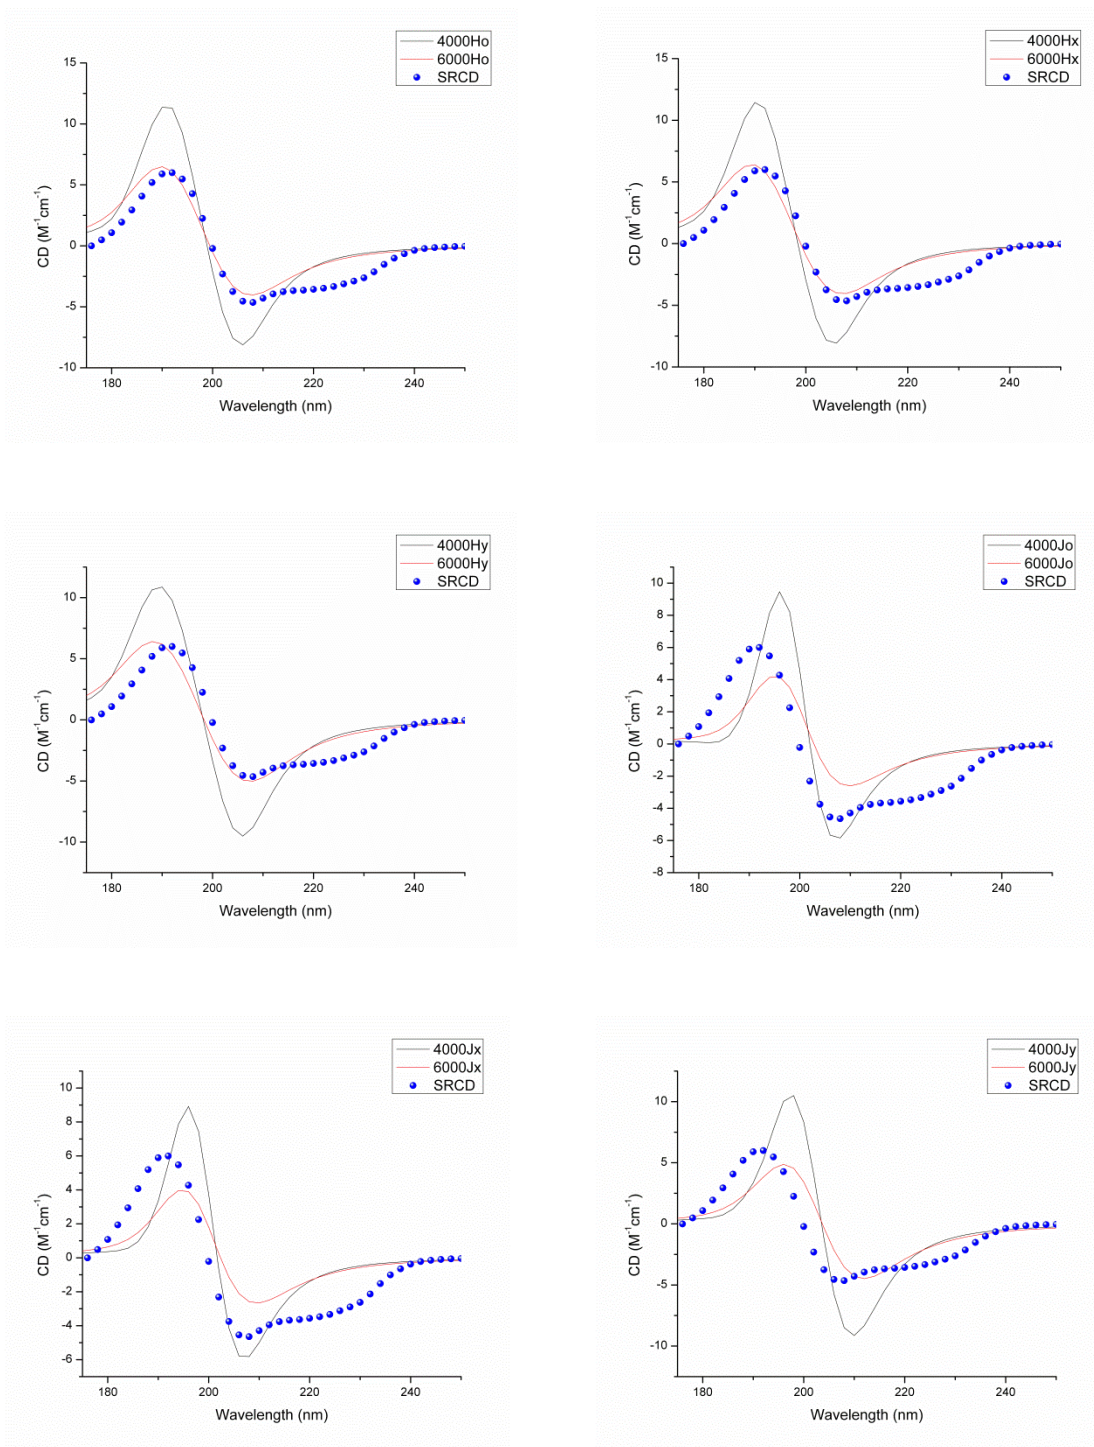 4000Ho
6000Ho
SRCD
15
10
5
0
-5
-10
180
200
220
240
CD (M⁻¹cm⁻¹)
Wavelength (nm)
4000Hx
6000Hx
SRCD
15
10
5
0
-5
-10
180
200
220
240
CD (M⁻¹cm⁻¹)
Wavelength (nm)
4000Hy
6000Hy
SRCD
10
5
0
-5
-10
180
200
220
240
CD (M⁻¹cm⁻¹)
Wavelength (nm)
4000Jo
6000Jo
SRCD
10
8
6
4
2
0
-2
-4
-6
-8
180
200
220
240
CD (M⁻¹cm⁻¹)
Wavelength (nm)
4000Jx
6000Jx
SRCD
10
8
6
4
2
0
-2
-4
-6
180
200
220
240
CD (M⁻¹cm⁻¹)
Wavelength (nm)
4000Jy
6000Jy
SRCD
10
5
0
-5
-10
180
200
220
240
CD (M⁻¹cm⁻¹)
Wavelength (nm)